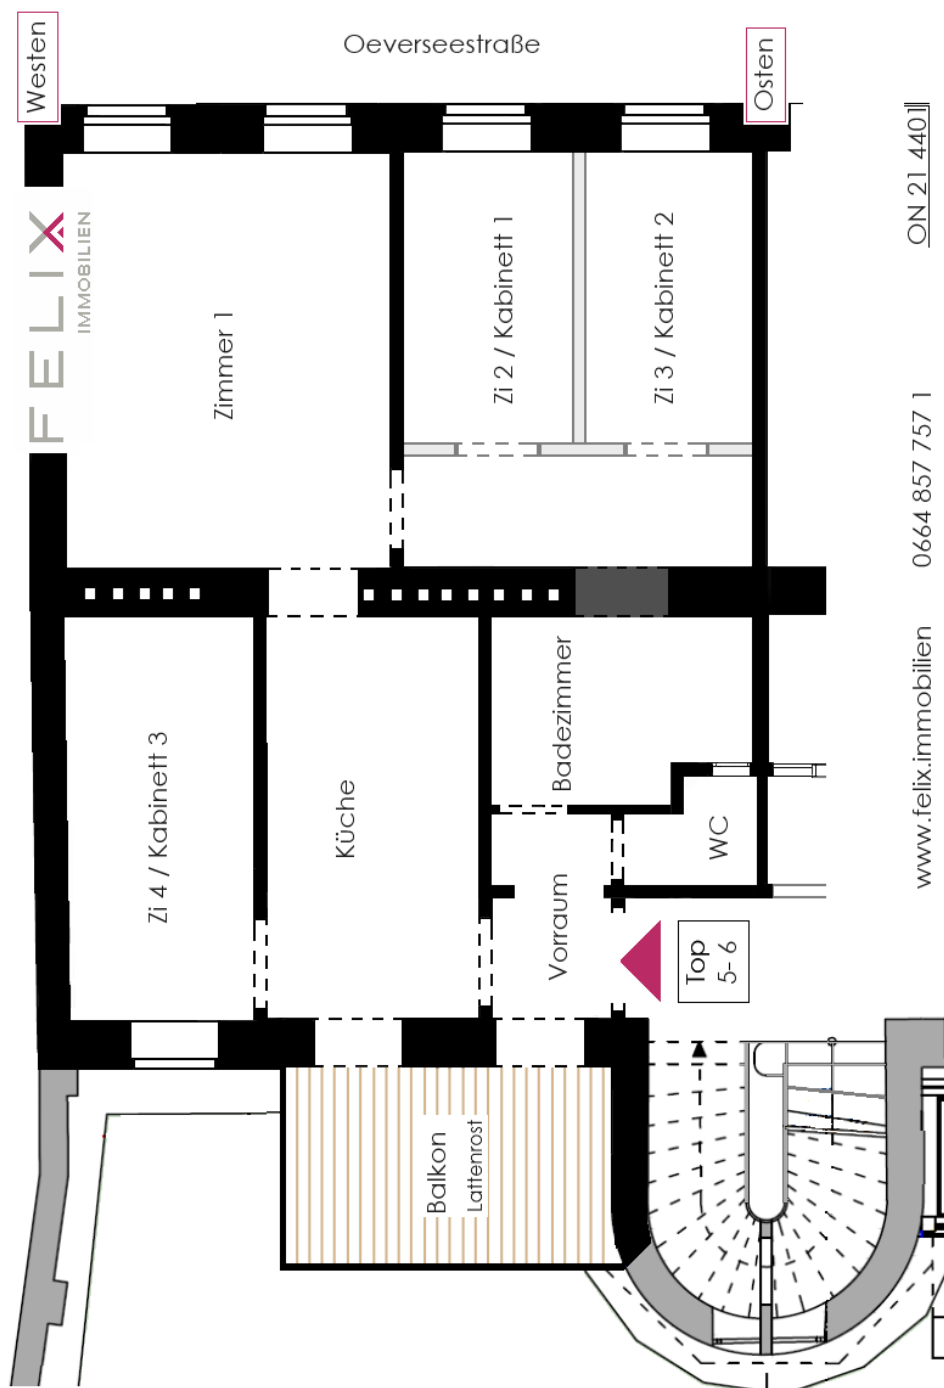 Oeverseestraße
Westen
Osten
FELIX
IMMOBILIEN
Zimmer 1
Zi 2 / Kabinett 1
Zi 3 / Kabinett 2
Zi 4 / Kabinett 3
Küche
Badezimmer
WC
Vorraum
Top
5- 6
Balkon
Lattenrost
www.felix.immobilien
0664 857 757 1
ON 21 4401